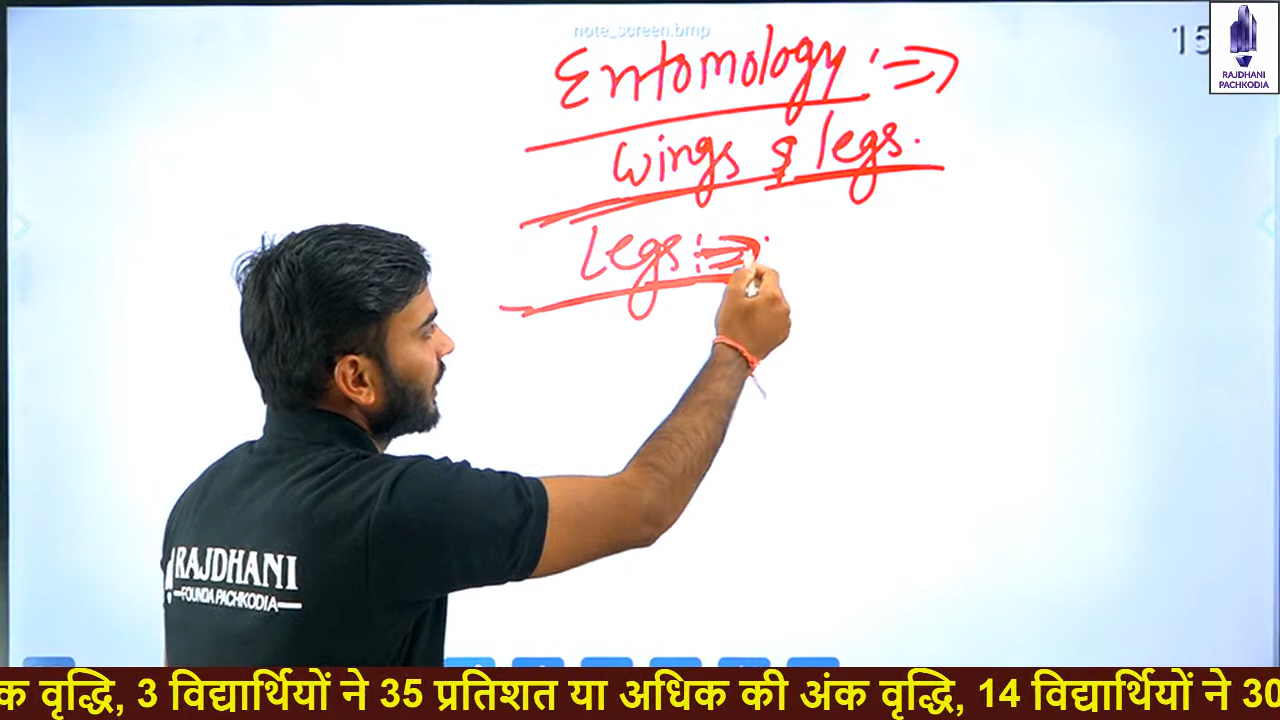 note_screen.bmp
15
RAJDHANI
PACHKODIA
Entomology :⇒
wings & legs.
Legs :⇒
RAJDHANI
FOUNDA PACHKODIA
क वृद्धि, 3 विद्यार्थियों ने 35 प्रतिशत या अधिक की अंक वृद्धि, 14 विद्यार्थियों ने 30